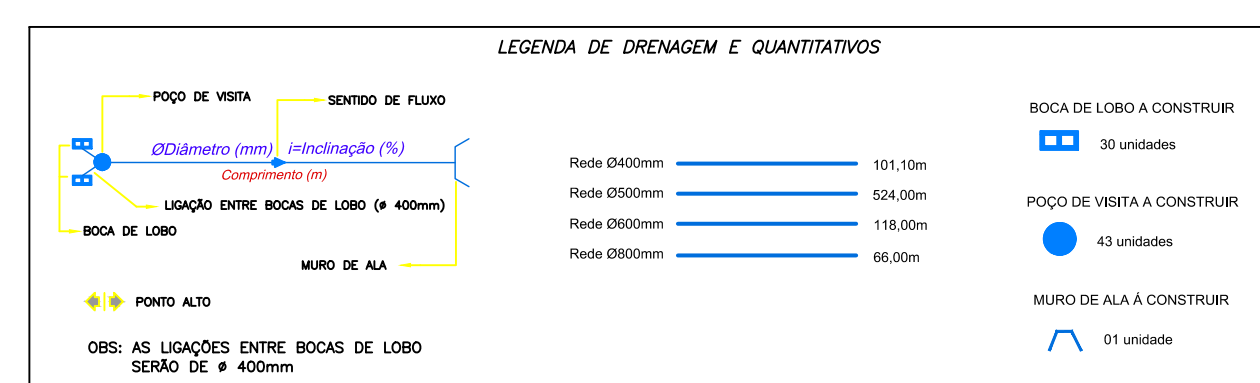 LEGENDA DE DRENAGEM E QUANTITATIVOS
POÇO DE VISITA
SENTIDO DE FLUXO
ØDiâmetro (mm) i=Inclinação (%)
Comprimento (m)
LIGAÇÃO ENTRE BOCAS DE LOBO (ø 400mm)
BOCA DE LOBO
MURO DE ALA
PONTO ALTO
OBS: AS LIGAÇÕES ENTRE BOCAS DE LOBO
SERÃO DE ø 400mm
Rede Ø400mm 101,10m
Rede Ø500mm 524,00m
Rede Ø600mm 118,00m
Rede Ø800mm 66,00m
BOCA DE LOBO A CONSTRUIR
30 unidades
POÇO DE VISITA A CONSTRUIR
43 unidades
MURO DE ALA Á CONSTRUIR
01 unidade